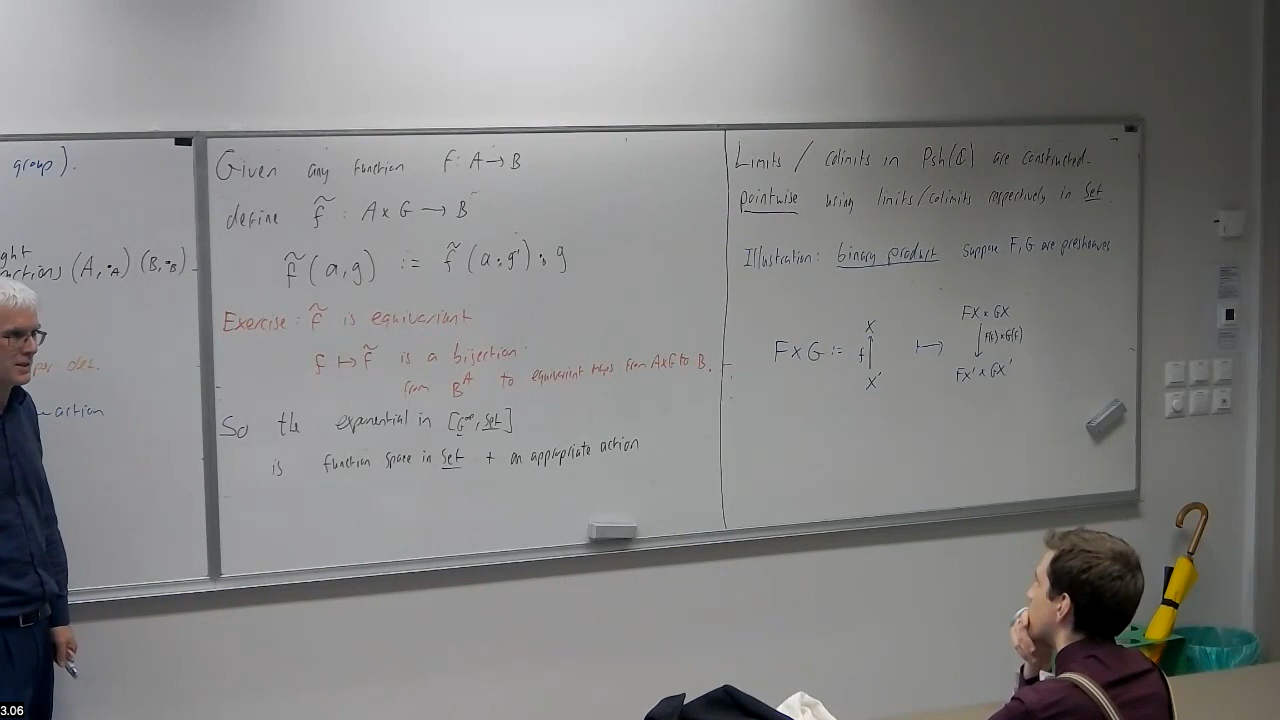 group).
ght
actions (A, •A) (B, •B)
per det.
action
Given any function f: A → B
define f̃ : A × G → B
f̃(a,g) := f̃(a · g⁻) · g
Exercise: f̃ is equivariant
f ↦ f̃ is a bijection
from Bᴬ to equivariant maps from A×G to B.
So the exponential in [Gᵒᵖ, Set]
is function space in Set + an appropriate action
Limits / colimits in Psh(ℂ) are constructed
pointwise using limits/colimits respectively in Set.
Illustration: binary product suppose F, G are presheaves
FX × GX
X
F × G := f ↑ ↦ ↓ F(f)×G(f)
X'
FX' × GX'
3.06